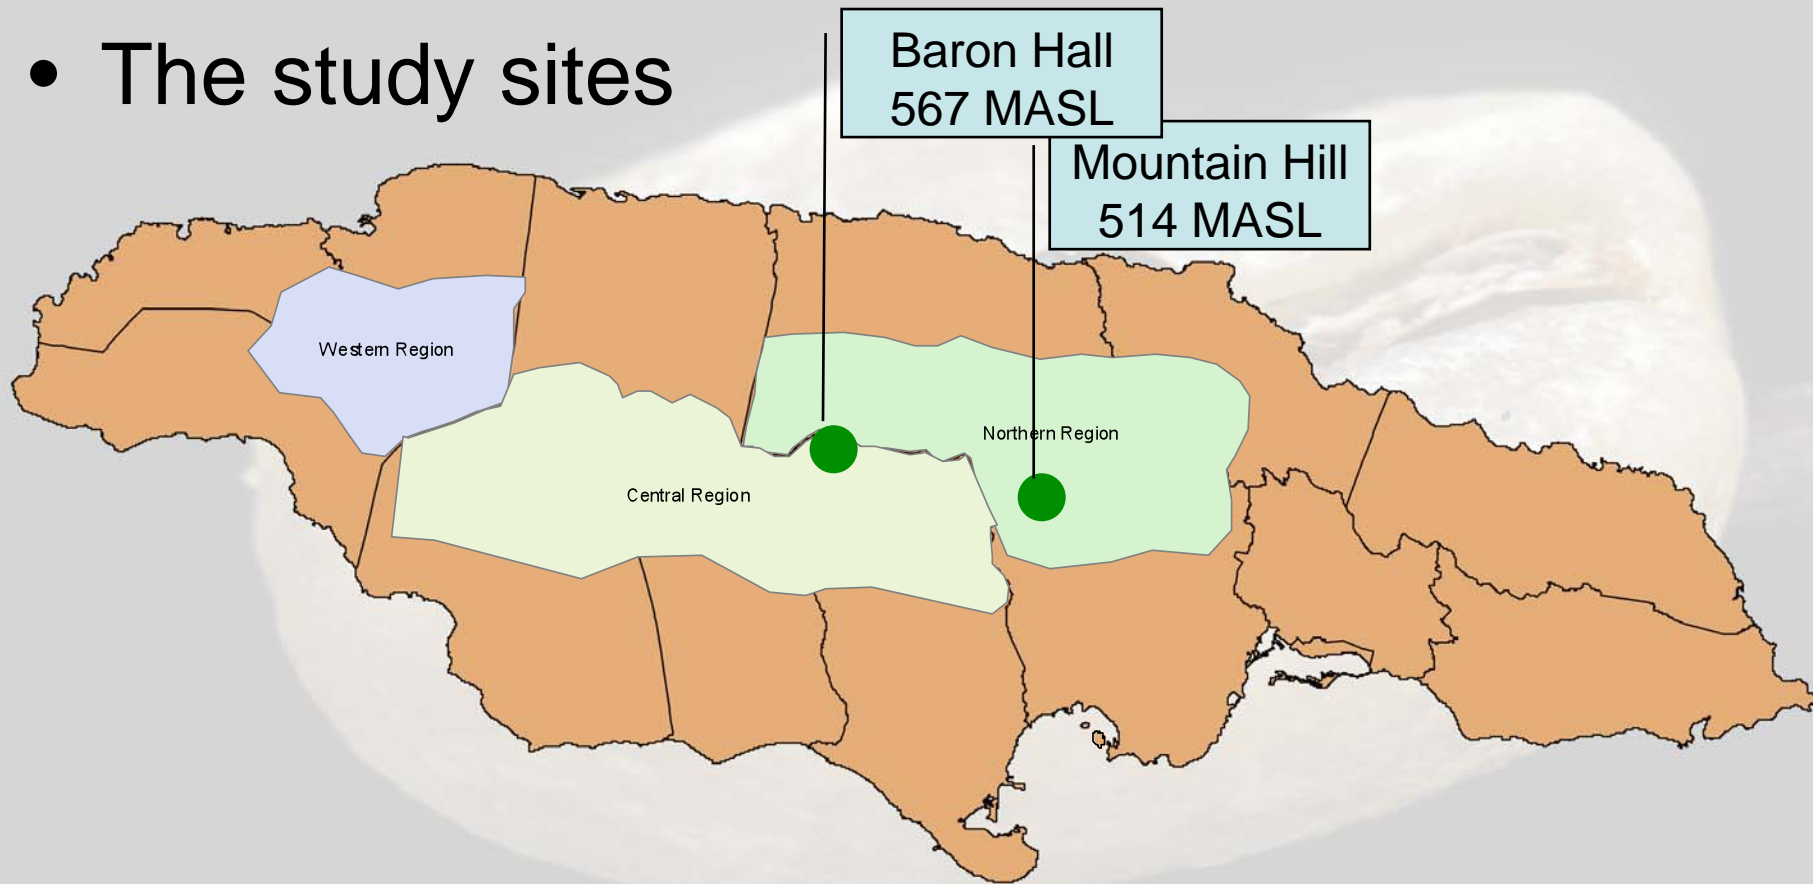 • The study sites
Baron Hall
567 MASL
Mountain Hill
514 MASL
Western Region
Northern Region
Central Region